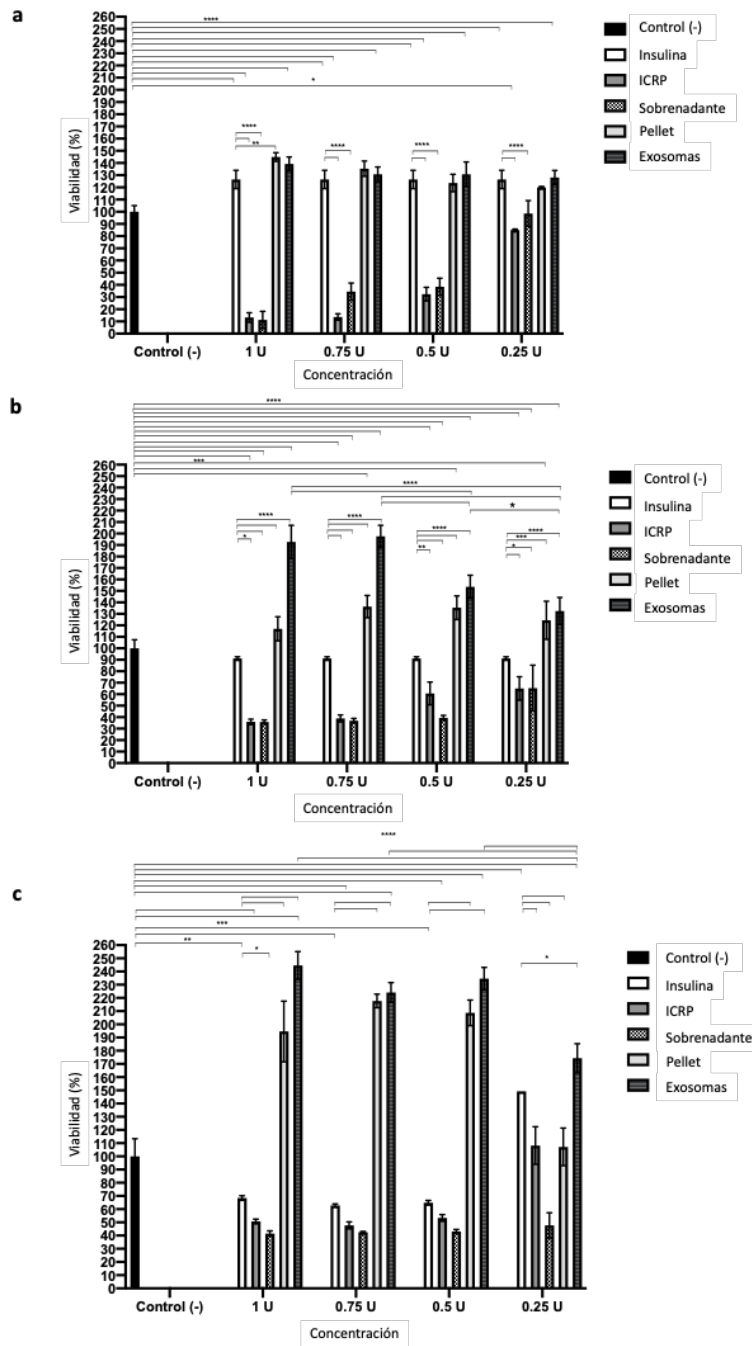 a
****
*
****
**
****
****
****
Viabilidad (%)
260
250
240
230
220
210
200
190
180
170
160
150
140
130
120
110
100
90
80
70
60
50
40
30
20
10
0
Control (-)
1 U
0.75 U
0.5 U
0.25 U
Concentración
Control (-)
Insulina
ICRP
Sobrenadante
Pellet
Exosomas
b
****
***
****
*
****
*
****
****
**
****
***
*
Viabilidad (%)
260
250
240
230
220
210
200
190
180
170
160
150
140
130
120
110
100
90
80
70
60
50
40
30
20
10
0
Control (-)
1 U
0.75 U
0.5 U
0.25 U
Concentración
Control (-)
Insulina
ICRP
Sobrenadante
Pellet
Exosomas
c
****
***
**
*
*
Viabilidad (%)
260
250
240
230
220
210
200
190
180
170
160
150
140
130
120
110
100
90
80
70
60
50
40
30
20
10
0
Control (-)
1 U
0.75 U
0.5 U
0.25 U
Concentración
Control (-)
Insulina
ICRP
Sobrenadante
Pellet
Exosomas